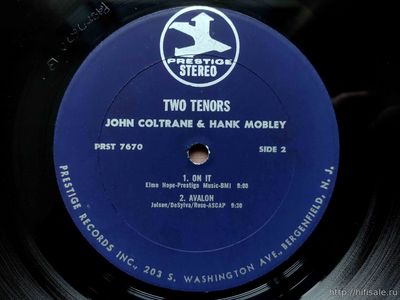 PRESTIGE
STEREO
TWO TENORS
JOHN COLTRANE & HANK MOBLEY
PRST 7670 SIDE 2
1. ON IT
Elmo Hope-Prestige Music-BMI 9:00
2. AVALON
Jolson/DeSylva/Rose-ASCAP 9:30
PRESTIGE RECORDS INC., 203 S. WASHINGTON AVE., BERGENFIELD, N. J.
http://hifisale.ru